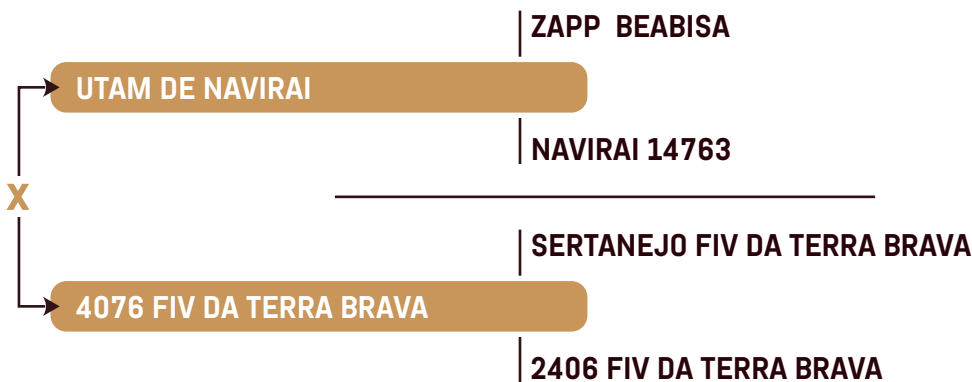 ZAPP BEABISA
UTAM DE NAVIRAI
NAVIRAI 14763
X
SERTANEJO FIV DA TERRA BRAVA
4076 FIV DA TERRA BRAVA
2406 FIV DA TERRA BRAVA